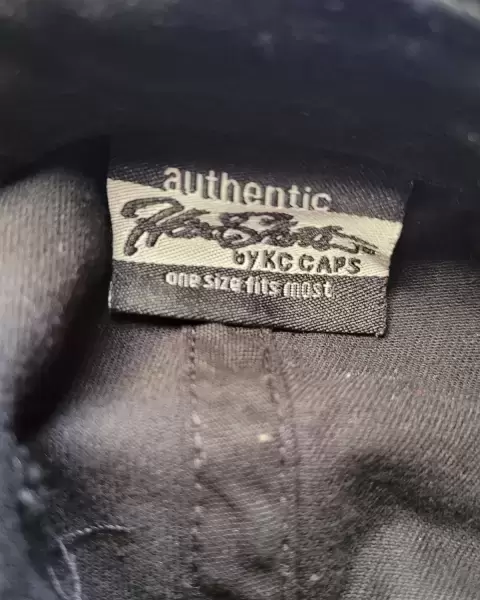 authentic
by KC CAPS
one size fits most